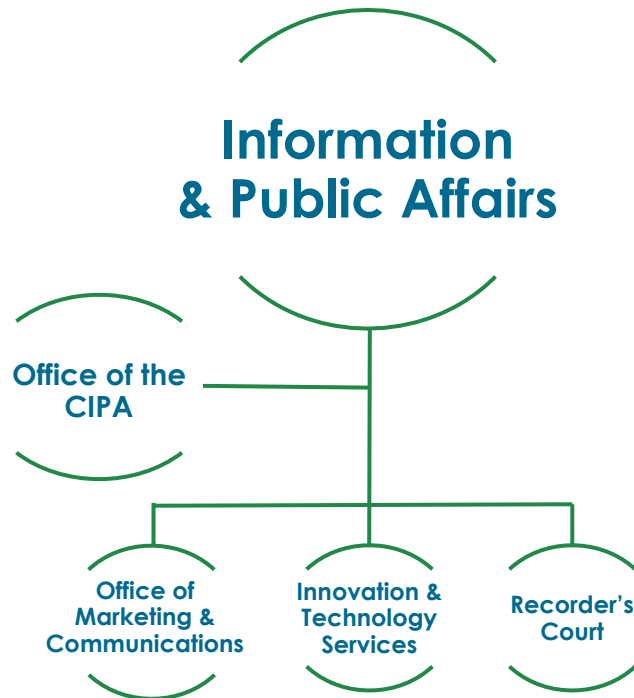 Information
& Public Affairs
Office of the
CIPA
Office of
Marketing &
Communications
Innovation &
Technology
Services
Recorder's
Court